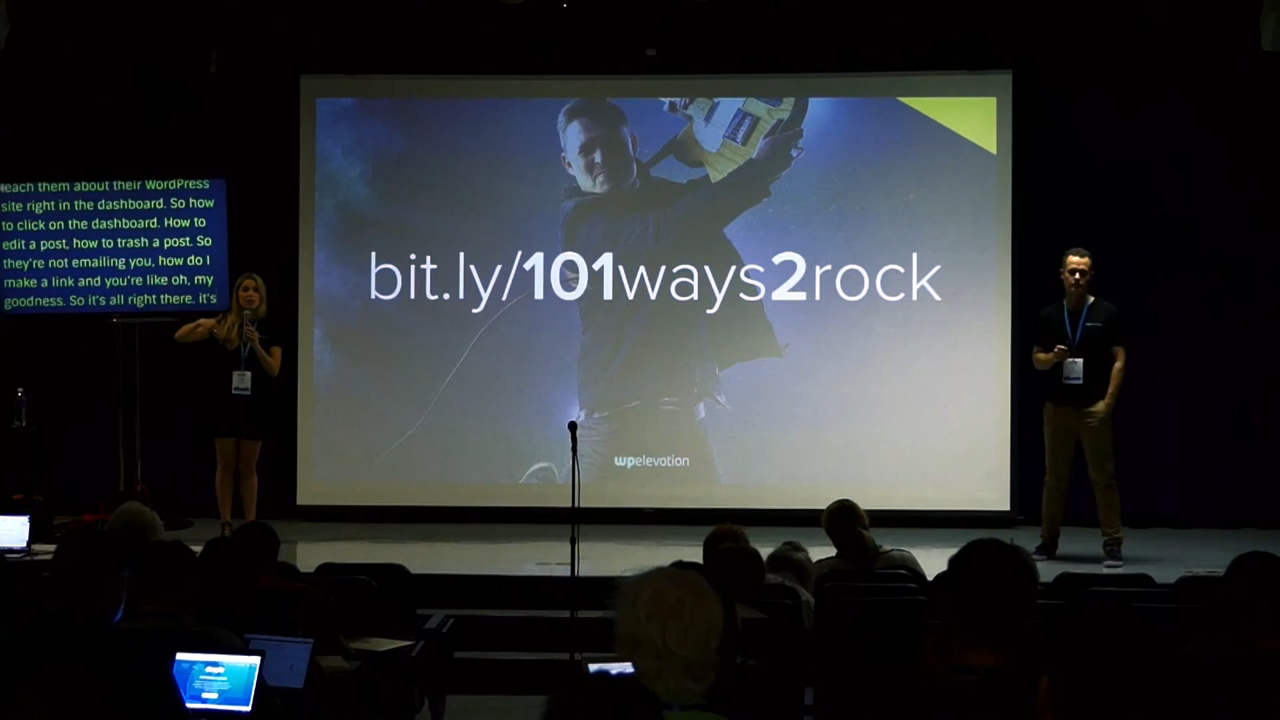 teach them about their WordPress
site right in the dashboard. So how
to click on the dashboard. How to
edit a post, how to trash a post. So
they're not emailing you, how do I
make a link and you're like oh, my
goodness. So it's all right there. it's
bit.ly/101ways2rock
wpelevation